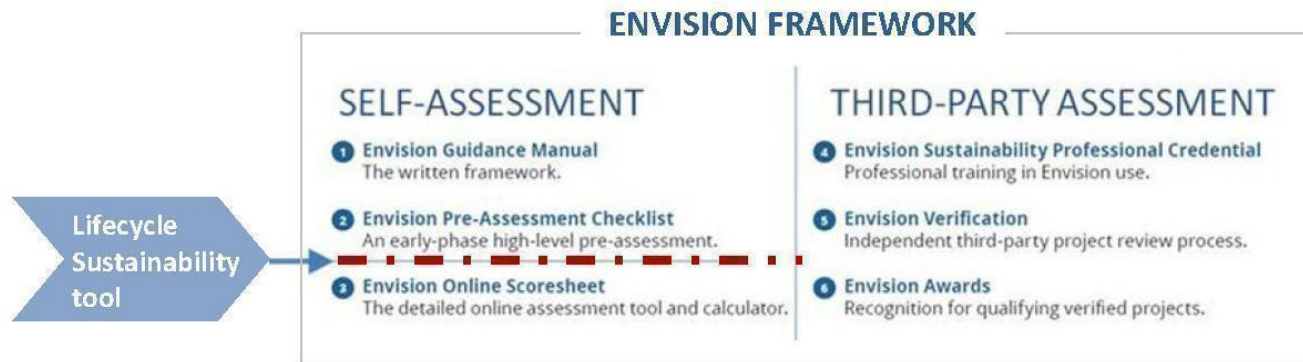 ENVISION FRAMEWORK
SELF-ASSESSMENT
1 Envision Guidance Manual
The written framework.
2 Envision Pre-Assessment Checklist
An early-phase high-level pre-assessment.
3 Envision Online Scoresheet
The detailed online assessment tool and calculator.
THIRD-PARTY ASSESSMENT
4 Envision Sustainability Professional Credential
Professional training in Envision use.
5 Envision Verification
Independent third-party project review process.
6 Envision Awards
Recognition for qualifying verified projects.
Lifecycle
Sustainability
tool